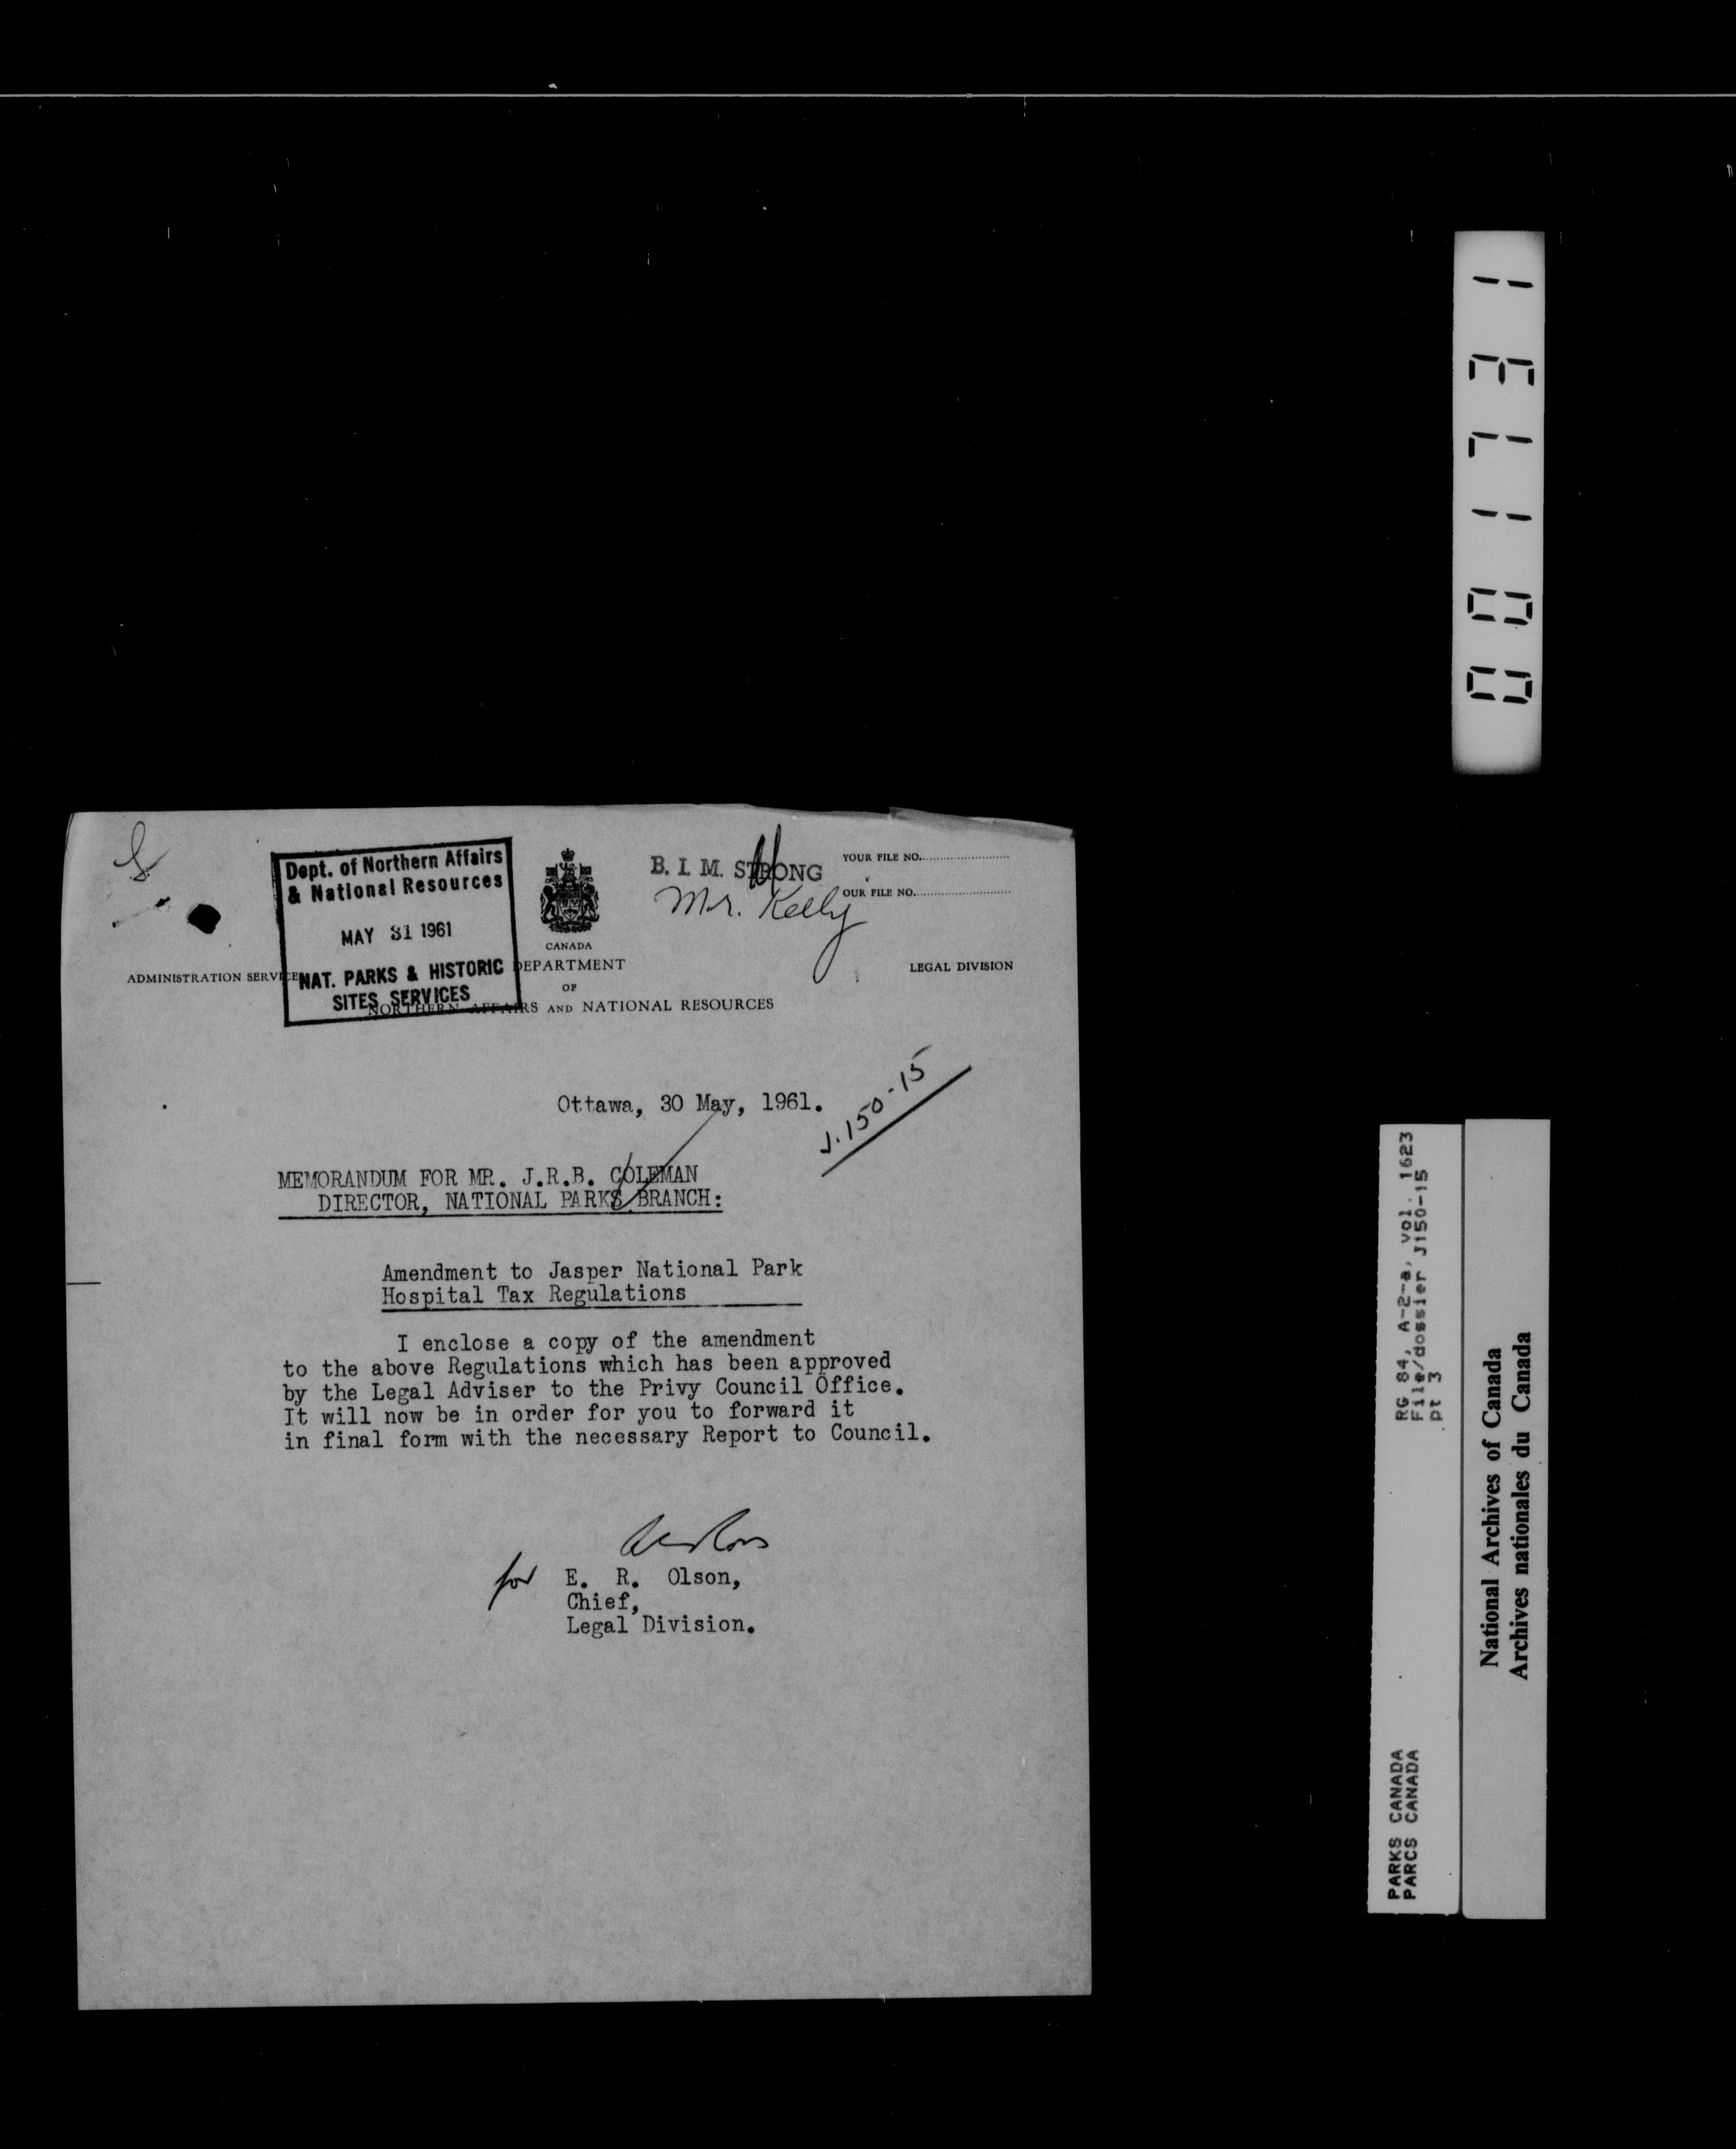 Dept. of Northern Affairs
& National Resources
MAY 31 1961
NAT. PARKS & HISTORIC
SITES SERVICES
CANADA
B. I. M. STRONG
Mr. Kelly
YOUR FILE NO.
OUR FILE NO.
ADMINISTRATION SERVICE
DEPARTMENT
OF
NORTHERN AFFAIRS AND NATIONAL RESOURCES
LEGAL DIVISION
Ottawa, 30 May, 1961.
J.150-15
MEMORANDUM FOR MR. J.R.B. COLEMAN
DIRECTOR, NATIONAL PARKS BRANCH:
Amendment to Jasper National Park
Hospital Tax Regulations
I enclose a copy of the amendment
to the above Regulations which has been approved
by the Legal Adviser to the Privy Council Office.
It will now be in order for you to forward it
in final form with the necessary Report to Council.
for E. R. Olson,
Chief,
Legal Division.
RG 84, A-2-a, vol. 1623
File/dossier J150-15
pt 3
PARKS CANADA
PARCS CANADA
National Archives of Canada
Archives nationales du Canada